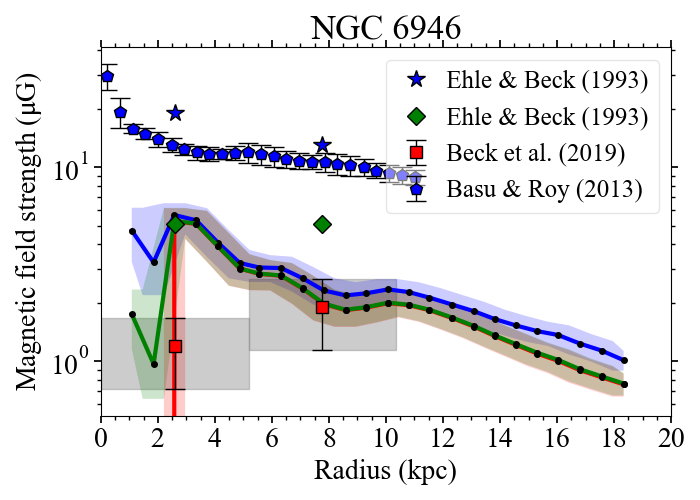 NGC 6946
Magnetic field strength (μG)
10¹
10⁰
Ehle & Beck (1993)
Ehle & Beck (1993)
Beck et al. (2019)
Basu & Roy (2013)
0 2 4 6 8 10 12 14 16 18 20
Radius (kpc)